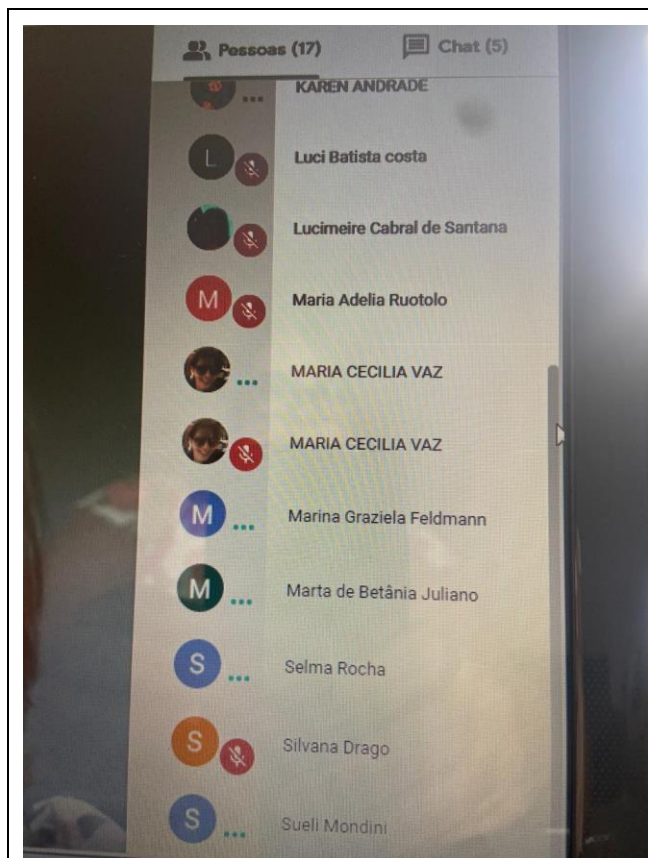 Pessoas (17) Chat (5)
KAREN ANDRADE
L Luci Batista costa
Lucimeire Cabral de Santana
M Maria Adelia Ruotolo
MARIA CECILIA VAZ
MARIA CECILIA VAZ
M Marina Graziela Feldmann
M Marta de Betânia Juliano
S Selma Rocha
S Silvana Drago
S Sueli Mondini